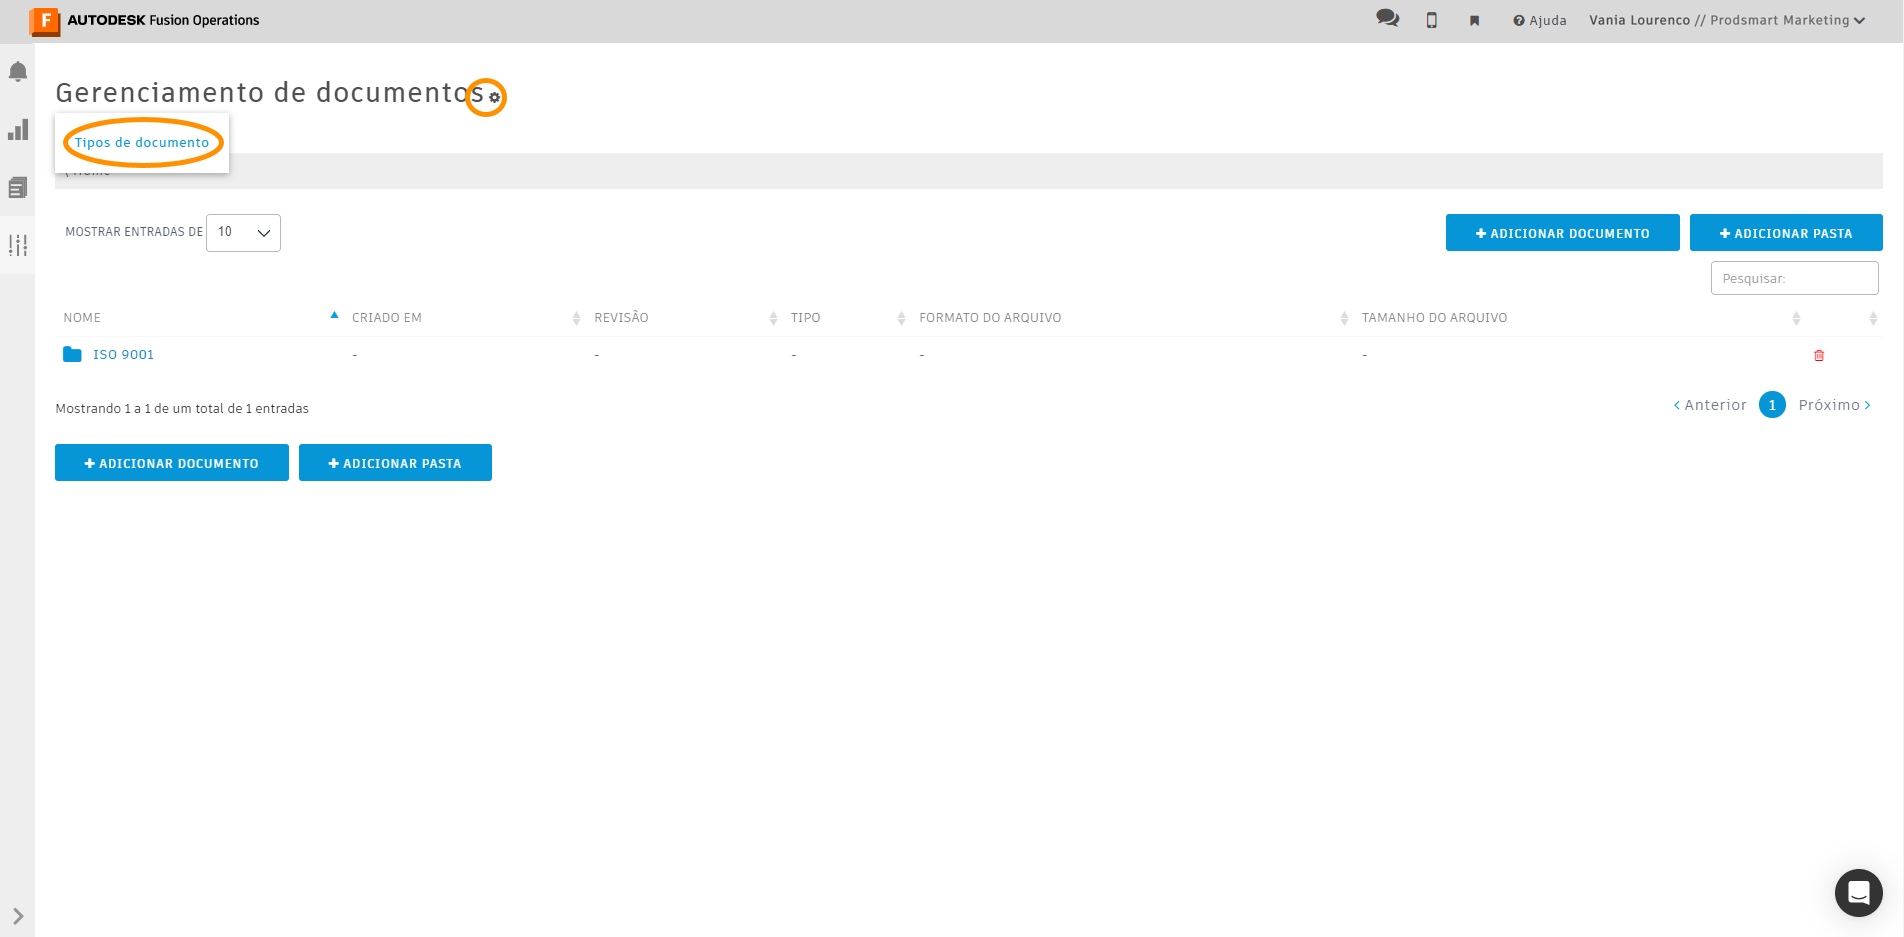 F AUTODESK Fusion Operations
Ajuda
Vania Lourenco // Prodsmart Marketing
Gerenciamento de documentos
Tipos de documento
MOSTRAR ENTRADAS DE 10
ADICIONAR DOCUMENTO
ADICIONAR PASTA
Pesquisar:
NOME CRIADO EM REVISÃO TIPO FORMATO DO ARQUIVO TAMANHO DO ARQUIVO
ISO 9001 - - - - -
Mostrando 1 a 1 de um total de 1 entradas
Anterior 1 Próximo
ADICIONAR DOCUMENTO
ADICIONAR PASTA